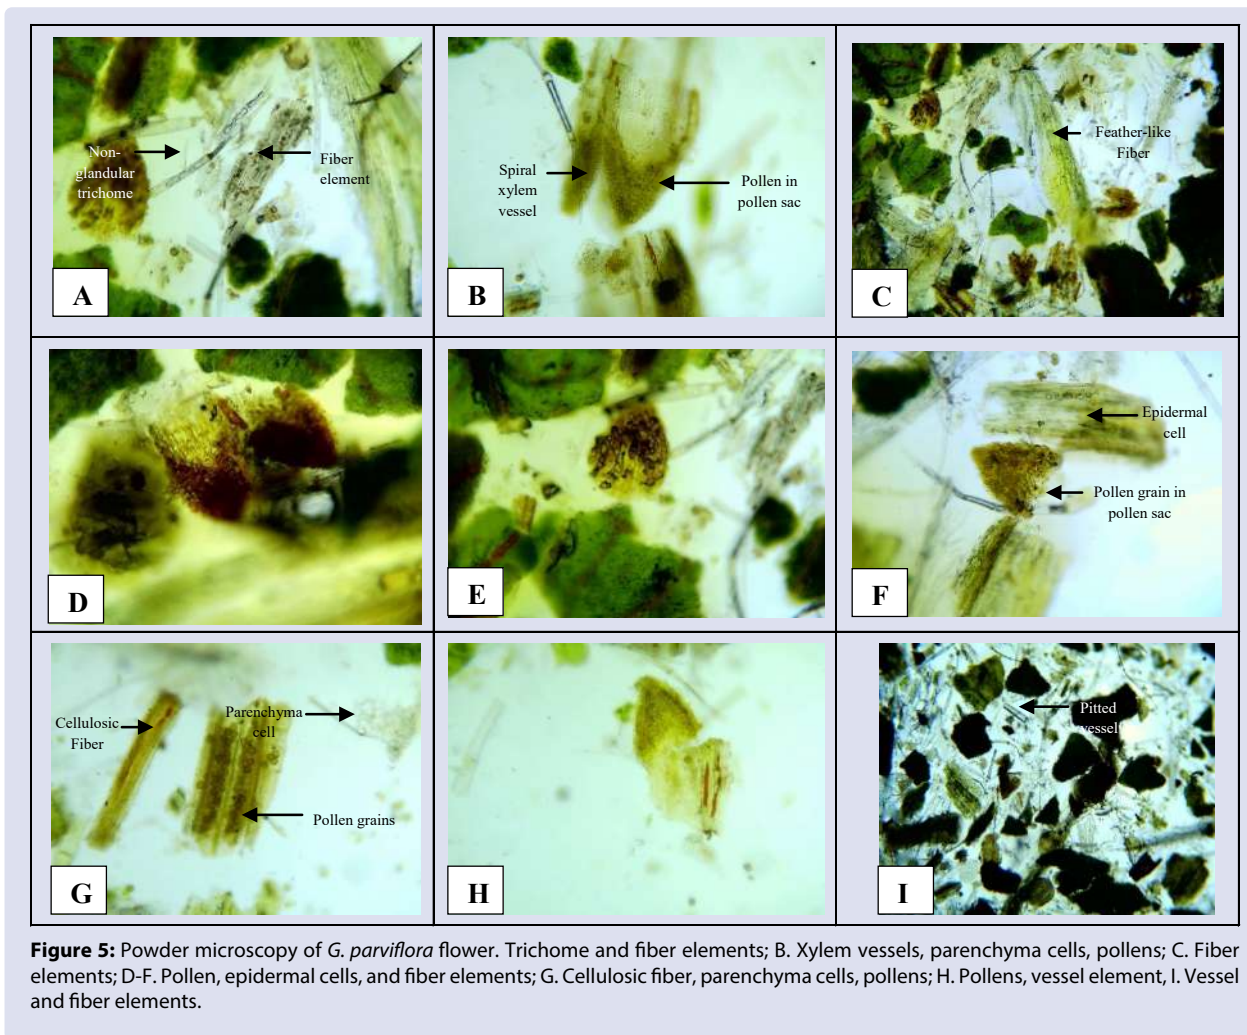 Non-
glandular
trichome
Fiber
element
A
Spiral
xylem
vessel
Pollen in
pollen sac
B
Feather-like
Fiber
C
D
E
Epidermal
cell
Pollen grain in
pollen sac
F
Cellulosic
Fiber
Parenchyma
cell
Pollen grains
G
H
Pitted
vessel
I
Figure 5: Powder microscopy of G. parviflora flower. Trichome and fiber elements; B. Xylem vessels, parenchyma cells, pollens; C. Fiber
elements; D-F. Pollen, epidermal cells, and fiber elements; G. Cellulosic fiber, parenchyma cells, pollens; H. Pollens, vessel element, I. Vessel
and fiber elements.